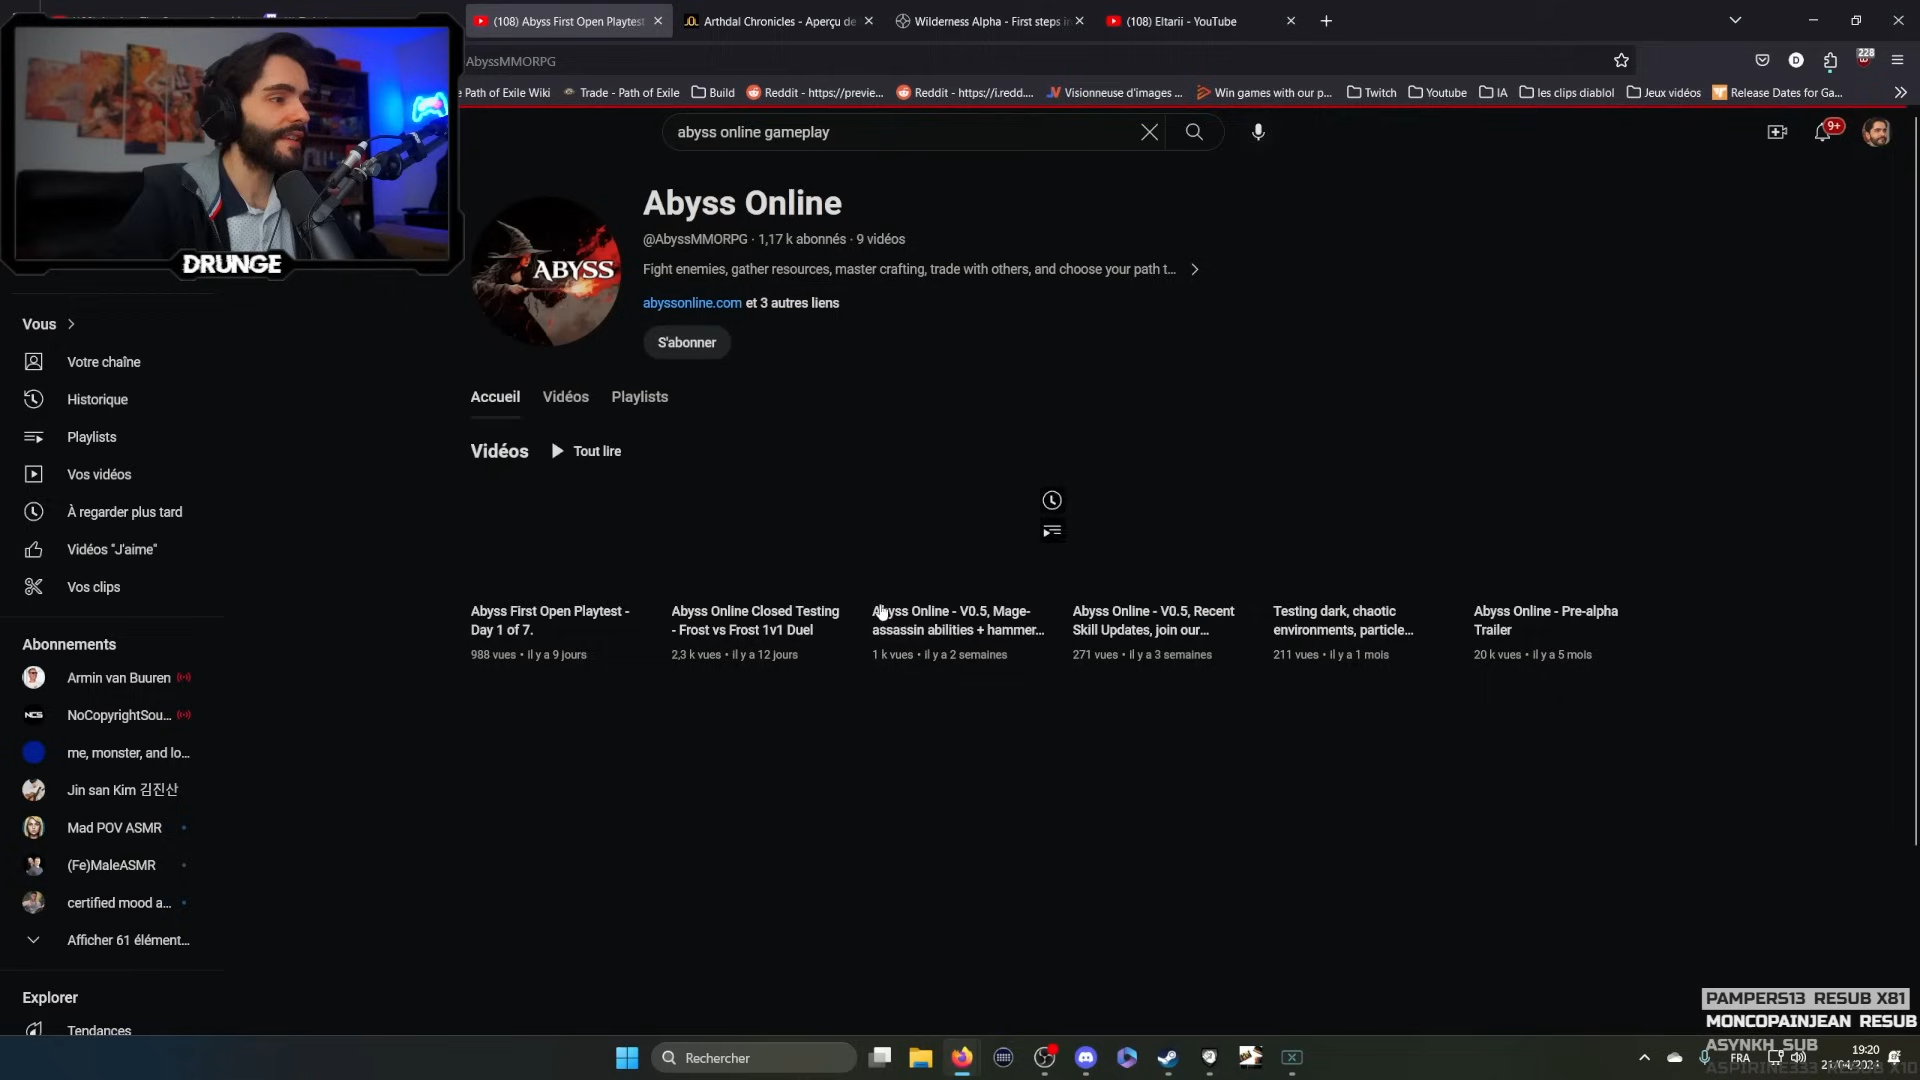 (108) Abyss First Open Playtest
Arthdal Chronicles - Aperçu de
Wilderness Alpha - First steps i
(108) Eltarii - YouTube
AbyssMMORPG
228
e Path of Exile Wiki
Trade - Path of Exile
Build
Reddit - https://previe...
Reddit - https://i.redd....
Visionneuse d'images ...
Win games with our p...
Twitch
Youtube
IA
les clips diablol
Jeux vidéos
Release Dates for Ga...
abyss online gameplay
9+
DRUNGE
ABYSS
Abyss Online
@AbyssMMORPG · 1,17 k abonnés · 9 vidéos
Fight enemies, gather resources, master crafting, trade with others, and choose your path t...
abyssonline.com et 3 autres liens
S'abonner
Accueil
Vidéos
Playlists
Vidéos
Tout lire
Abyss First Open Playtest -
Day 1 of 7.
988 vues • il y a 9 jours
Abyss Online Closed Testing
- Frost vs Frost 1v1 Duel
2,3 k vues • il y a 12 jours
Abyss Online - V0.5, Mage-
assassin abilities + hammer...
1 k vues • il y a 2 semaines
Abyss Online - V0.5, Recent
Skill Updates, join our...
271 vues • il y a 3 semaines
Testing dark, chaotic
environments, particle...
211 vues • il y a 1 mois
Abyss Online - Pre-alpha
Trailer
20 k vues • il y a 5 mois
Vous
Votre chaîne
Historique
Playlists
Vos vidéos
À regarder plus tard
Vidéos "J'aime"
Vos clips
Abonnements
Armin van Buuren
NCS
NoCopyrightSou...
me, monster, and lo...
Jin san Kim 김진산
Mad POV ASMR
(Fe)MaleASMR
certified mood a...
Afficher 61 élément...
Explorer
Tendances
PAMPERS13 RESUB X81
MONCOPAINJEAN RESUB
ASYNKH_SUB
ASPIRINE333 RESUB X10
Rechercher
FRA
19:20
21/04/2024